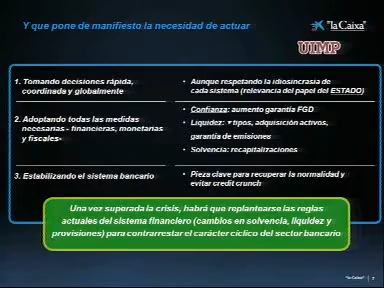 Y que pone de manifiesto la necesidad de actuar
"la Caixa"
UIMP
1. Tomando decisiones rápida,
coordinada y globalmente
• Aunque respetando la idiosincrasia de
cada sistema (relevancia del papel del ESTADO)
2. Adoptando todas las medidas
necesarias - financieras, monetarias
y fiscales-
• Confianza: aumento garantía FGD
• Liquidez: ▼tipos, adquisición activos,
garantía de emisiones
• Solvencia: recapitalizaciones
3. Estabilizando el sistema bancario
• Pieza clave para recuperar la normalidad y
evitar credit crunch
Una vez superada la crisis, habrá que replantearse las reglas
actuales del sistema financiero (cambios en solvencia, liquidez y
provisiones) para contrarrestar el carácter cíclico del sector bancario
"la Caixa" | 7